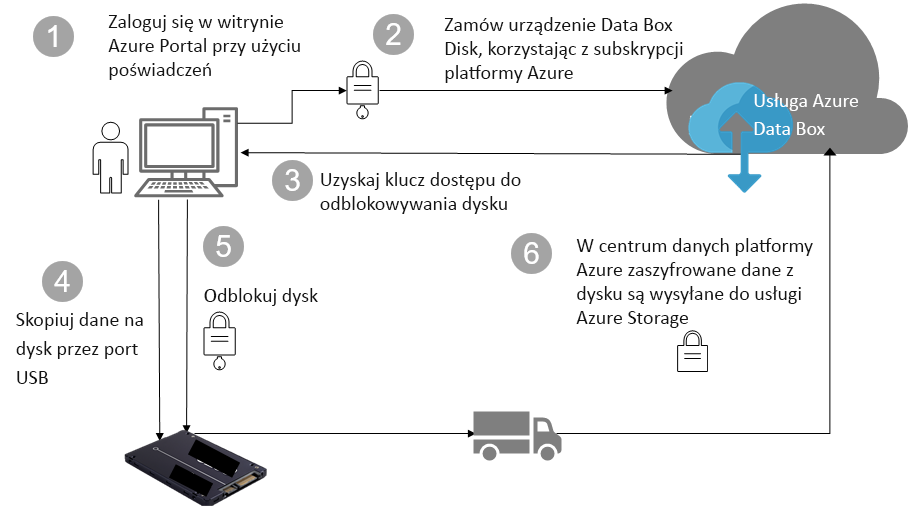 1
Zaloguj się w witrynie
Azure Portal przy użyciu
poświadczeń
2
Zamów urządzenie Data Box
Disk, korzystając z subskrypcji
platformy Azure
Usługa Azure
Data Box
3
Uzyskaj klucz dostępu do
odblokowywania dysku
4
Skopiuj dane na
dysk przez port
USB
5
Odblokuj dysk
6
W centrum danych platformy
Azure zaszyfrowane dane z
dysku są wysyłane do usługi
Azure Storage